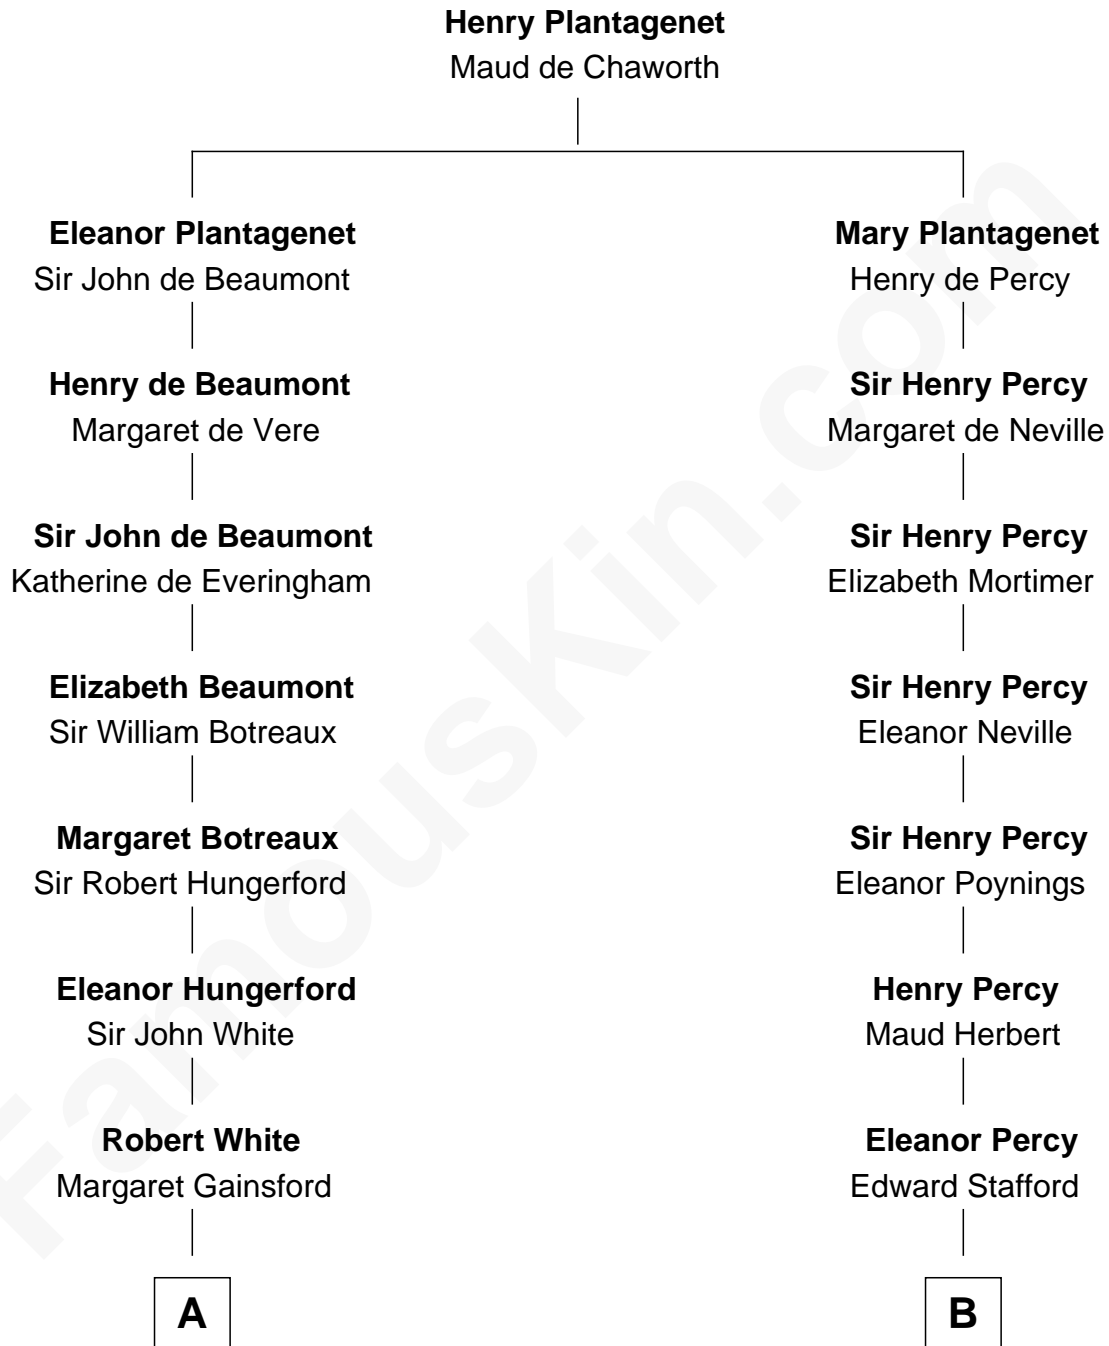 Henry Plantagenet
Maud de Chaworth
Eleanor Plantagenet
Sir John de Beaumont
Mary Plantagenet
Henry de Percy
Henry de Beaumont
Margaret de Vere
Sir Henry Percy
Margaret de Neville
Sir John de Beaumont
Katherine de Everingham
Sir Henry Percy
Elizabeth Mortimer
Elizabeth Beaumont
Sir William Botreaux
Sir Henry Percy
Eleanor Neville
Margaret Botreaux
Sir Robert Hungerford
Sir Henry Percy
Eleanor Poynings
Eleanor Hungerford
Sir John White
Henry Percy
Maud Herbert
Robert White
Margaret Gainsford
Eleanor Percy
Edward Stafford
A
B
FamousKin.com